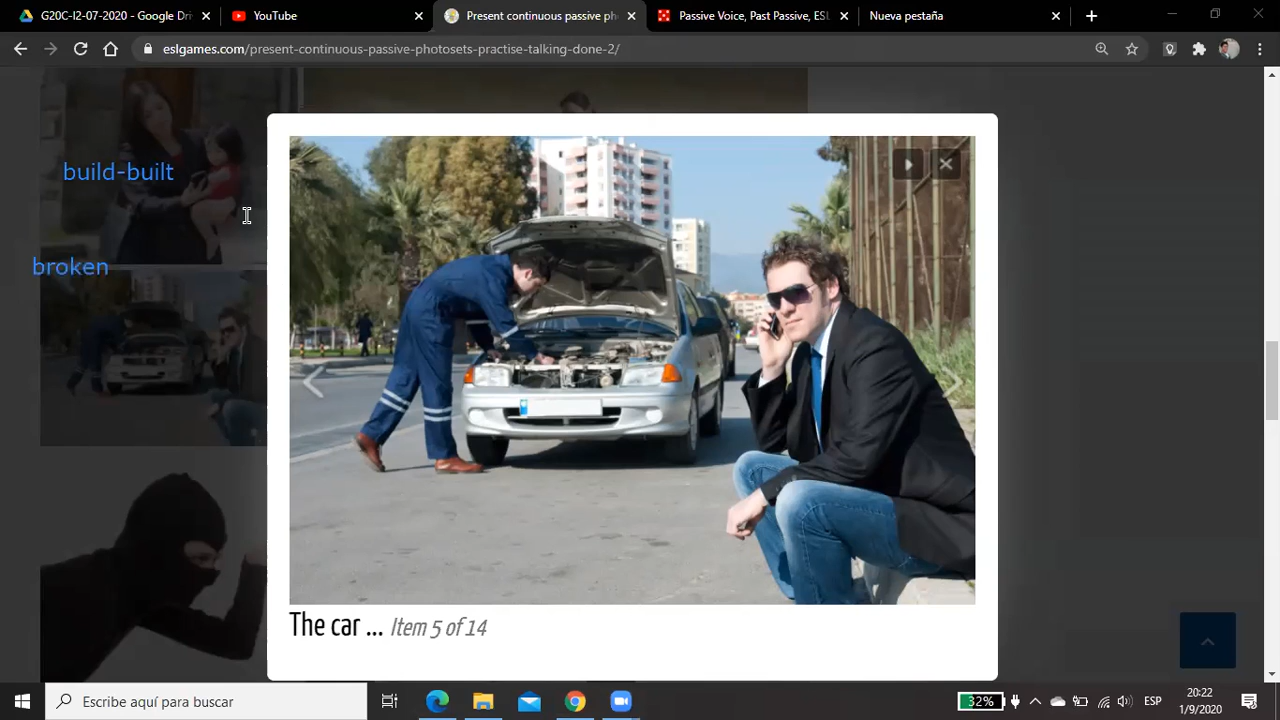 G20C-I2-07-2020 - Google Dri
YouTube
Present continuous passive ph
Passive Voice, Past Passive, ESL
Nueva pestaña
eslgames.com/present-continuous-passive-photosets-practise-talking-done-2/
build-built
broken
The car ... Item 5 of 14
Escribe aquí para buscar
32%
ESP
20:22
1/9/2020